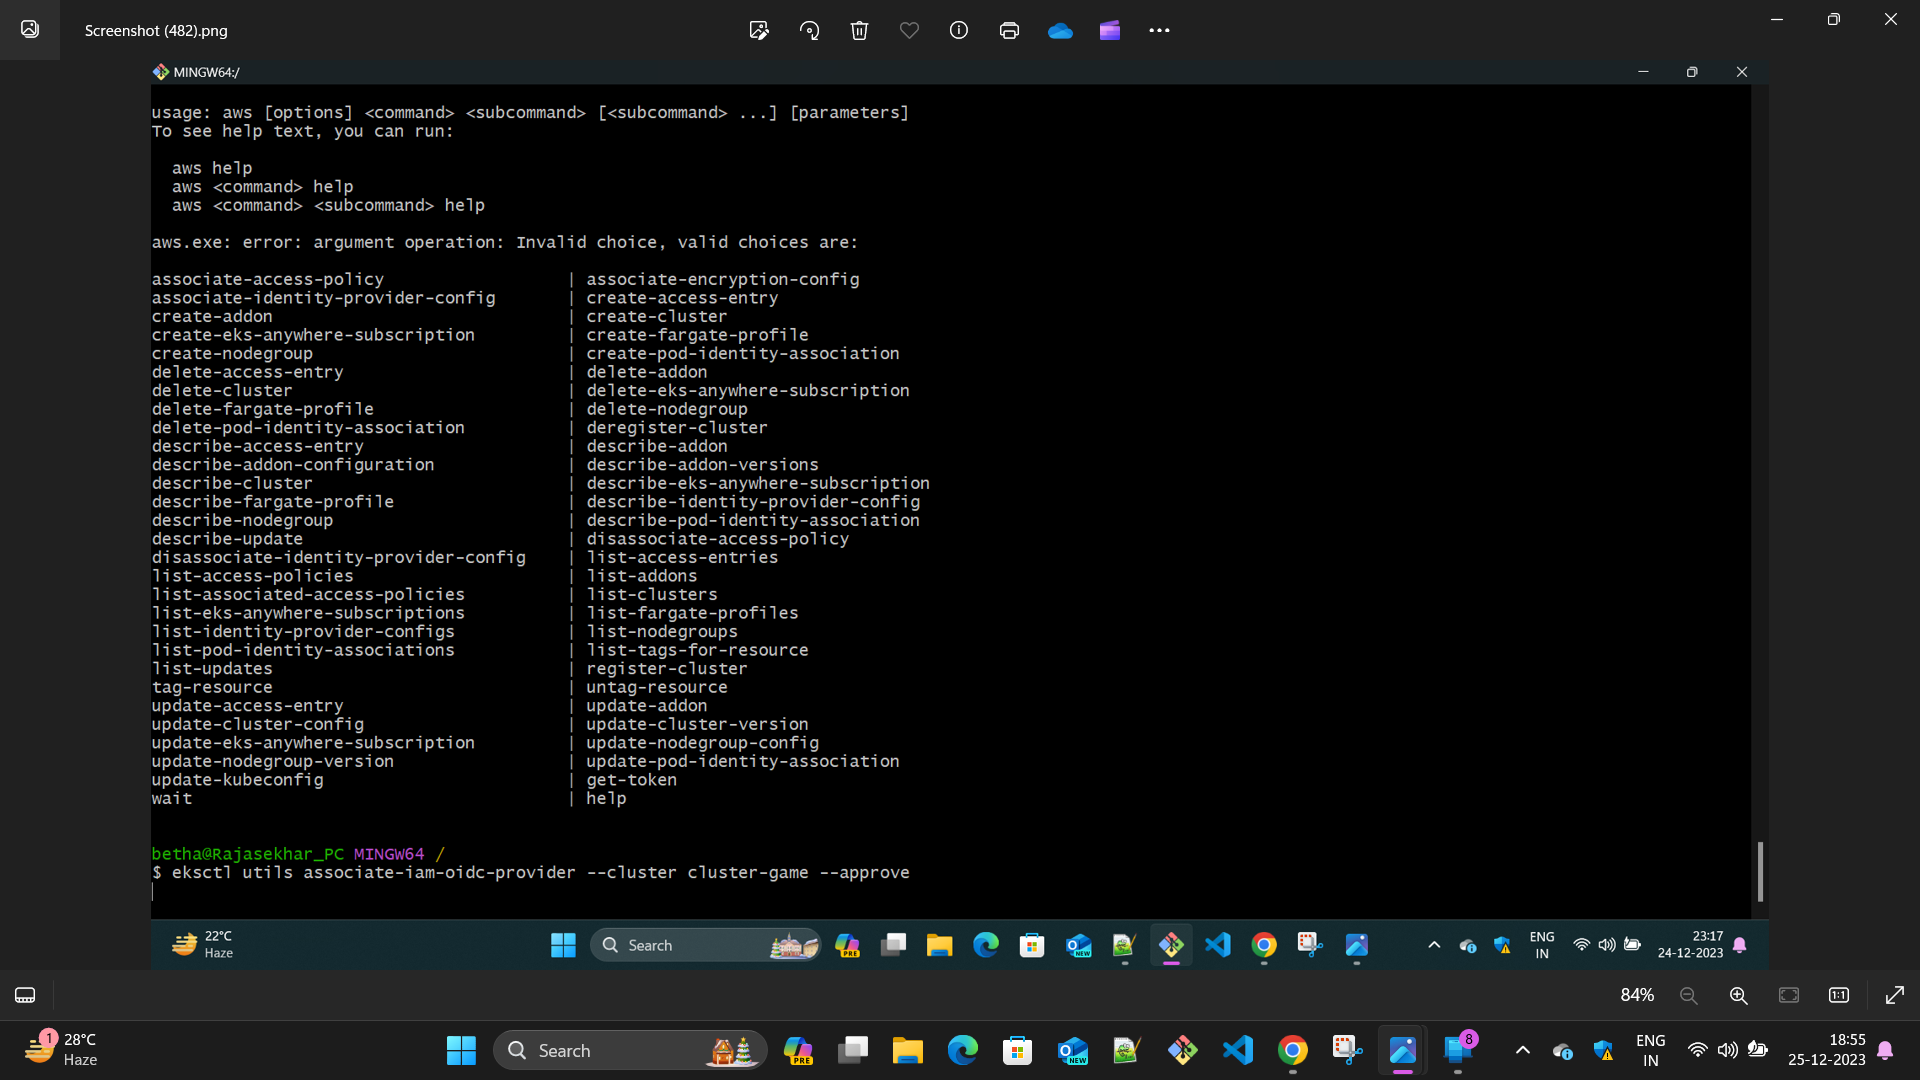 Screenshot (482).png
MINGW64:/
usage: aws [options] <command> <subcommand> [<subcommand> ...] [parameters]
To see help text, you can run:
aws help
aws <command> help
aws <command> <subcommand> help
aws.exe: error: argument operation: Invalid choice, valid choices are:
associate-access-policy | associate-encryption-config
associate-identity-provider-config | create-access-entry
create-addon | create-cluster
create-eks-anywhere-subscription | create-fargate-profile
create-nodegroup | create-pod-identity-association
delete-access-entry | delete-addon
delete-cluster | delete-eks-anywhere-subscription
delete-fargate-profile | delete-nodegroup
delete-pod-identity-association | deregister-cluster
describe-access-entry | describe-addon
describe-addon-configuration | describe-addon-versions
describe-cluster | describe-eks-anywhere-subscription
describe-fargate-profile | describe-identity-provider-config
describe-nodegroup | describe-pod-identity-association
describe-update | disassociate-access-policy
disassociate-identity-provider-config | list-access-entries
list-access-policies | list-addons
list-associated-access-policies | list-clusters
list-eks-anywhere-subscriptions | list-fargate-profiles
list-identity-provider-configs | list-nodegroups
list-pod-identity-associations | list-tags-for-resource
list-updates | register-cluster
tag-resource | untag-resource
update-access-entry | update-addon
update-cluster-config | update-cluster-version
update-eks-anywhere-subscription | update-nodegroup-config
update-nodegroup-version | update-pod-identity-association
update-kubeconfig | get-token
wait | help
betha@Rajasekhar_PC MINGW64 /
$ eksctl utils associate-iam-oidc-provider --cluster cluster-game --approve
22°C
Haze
Search
PRE
NEW
ENG
IN
23:17
24-12-2023
84%
1:1
1
28°C
Haze
Search
PRE
NEW
8
ENG
IN
18:55
25-12-2023